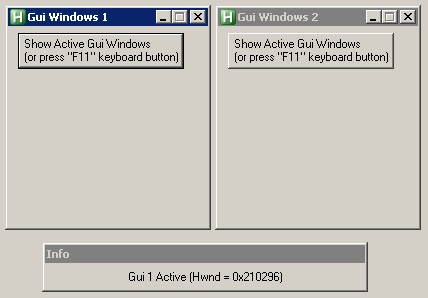 Gui Windows 1
Show Active Gui Windows
(or press "F11" keyboard button)
Gui Windows 2
Show Active Gui Windows
(or press "F11" keyboard button)
Info
Gui 1 Active (Hwnd = 0x210296)